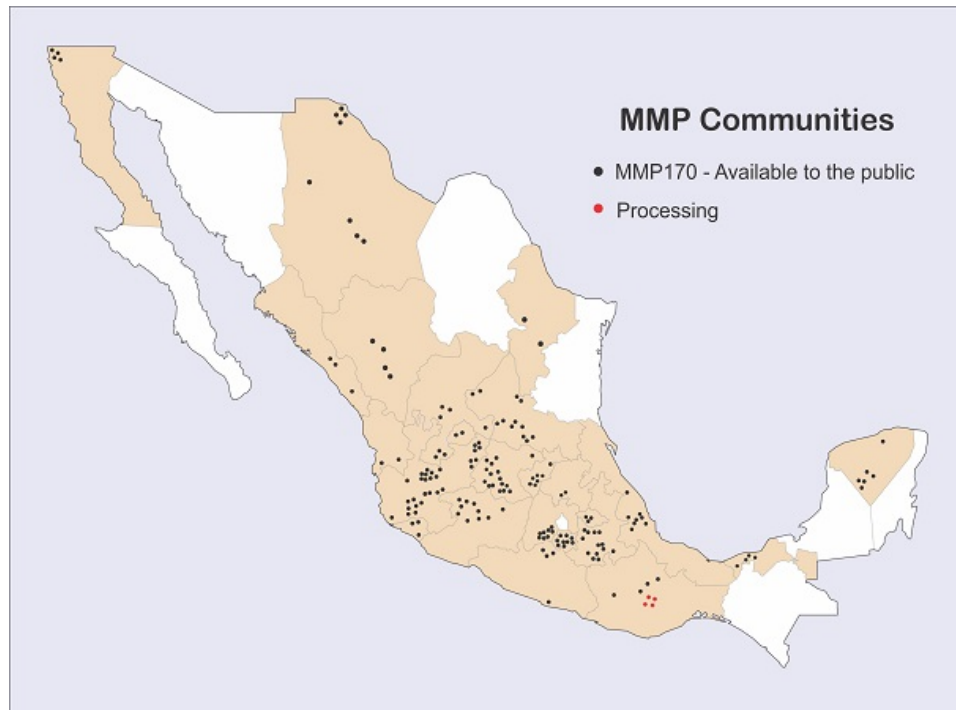 MMP Communities
MMP170 - Available to the public
Processing